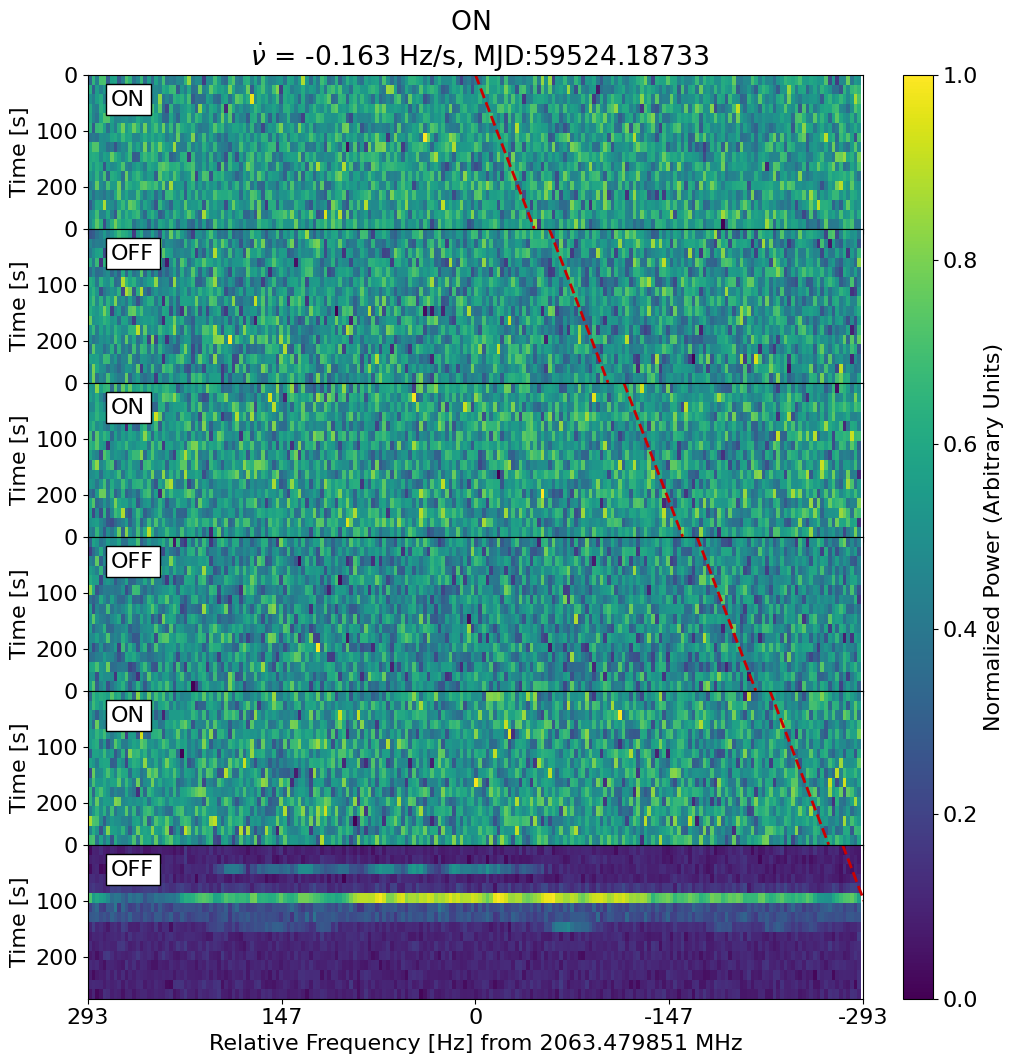 ON
ν̇ = -0.163 Hz/s, MJD:59524.18733
0
ON
100
Time [s]
200
0
OFF
100
Time [s]
200
0
ON
100
Time [s]
200
0
OFF
100
Time [s]
200
0
ON
100
Time [s]
200
0
OFF
100
Time [s]
200
293 147 0 -147 -293
Relative Frequency [Hz] from 2063.479851 MHz
1.0
0.8
0.6
0.4
0.2
0.0
Normalized Power (Arbitrary Units)